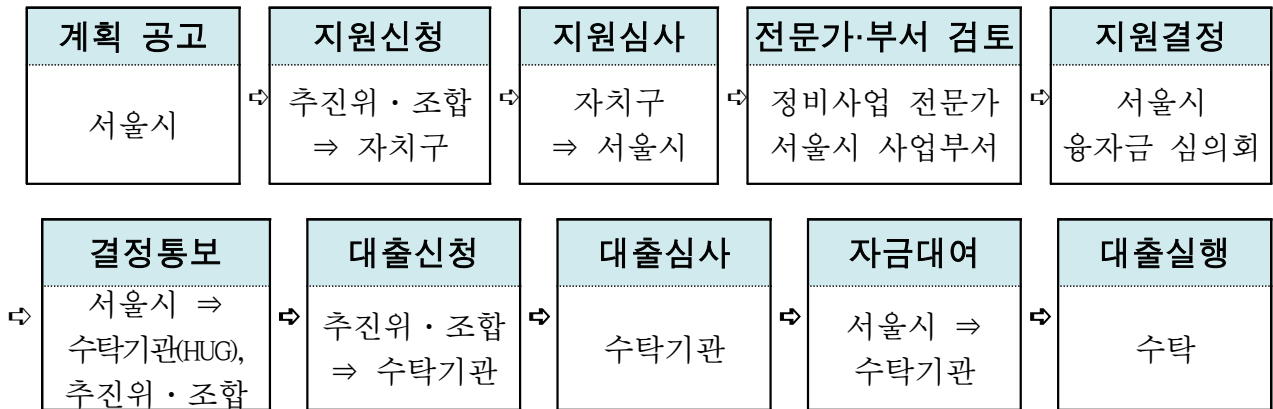 계획 공고
서울시
⇨
지원신청
추진위·조합
⇒ 자치구
⇨
지원심사
자치구
⇒ 서울시
⇨
전문가·부서 검토
정비사업 전문가
서울시 사업부서
⇨
지원결정
서울시
융자금 심의회
⇨
결정통보
서울시 ⇒
수탁기관(HUG),
추진위·조합
⇨
대출신청
추진위·조합
⇒ 수탁기관
⇨
대출심사
수탁기관
⇨
자금대여
서울시 ⇒
수탁기관
⇨
대출실행
수탁